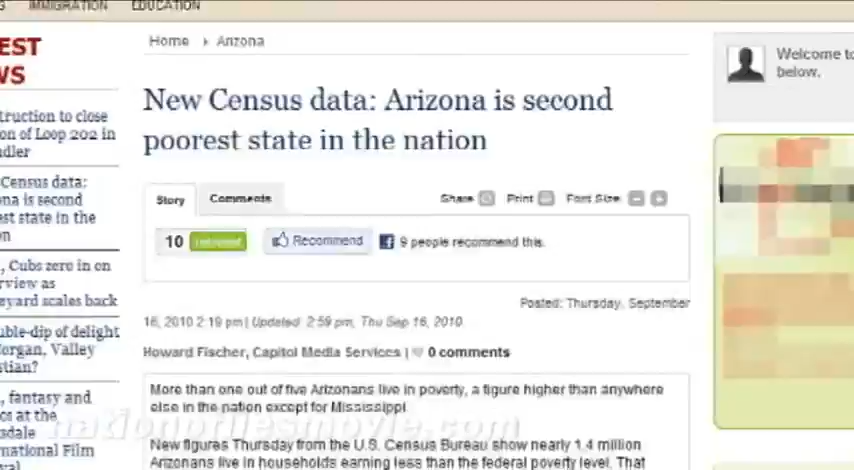 IMMIGRATION EDUCATION
EST
WS
truction to close
on of Loop 202 in
dler
Census data:
na is second
est state in the
n
, Cubs zero in on
rview as
eyard scales back
uble-dip of delight
organ, Valley
stian?
, fantasy and
cs at the
sdale
national Film
val
Home › Arizona
New Census data: Arizona is second
poorest state in the nation
Story Comments
Share Print Font Size
10
Recommend 9 people recommend this.
Posted: Thursday, September
16, 2010 2:19 pm | Updated: 2:59 pm, Thu Sep 16, 2010.
Howard Fischer, Capitol Media Services | 0 comments
More than one out of five Arizonans live in poverty, a figure higher than anywhere
else in the nation except for Mississippi.
New figures Thursday from the U.S. Census Bureau show nearly 1.4 million
Arizonans live in households earning less than the federal poverty level. That
Welcome to
below.